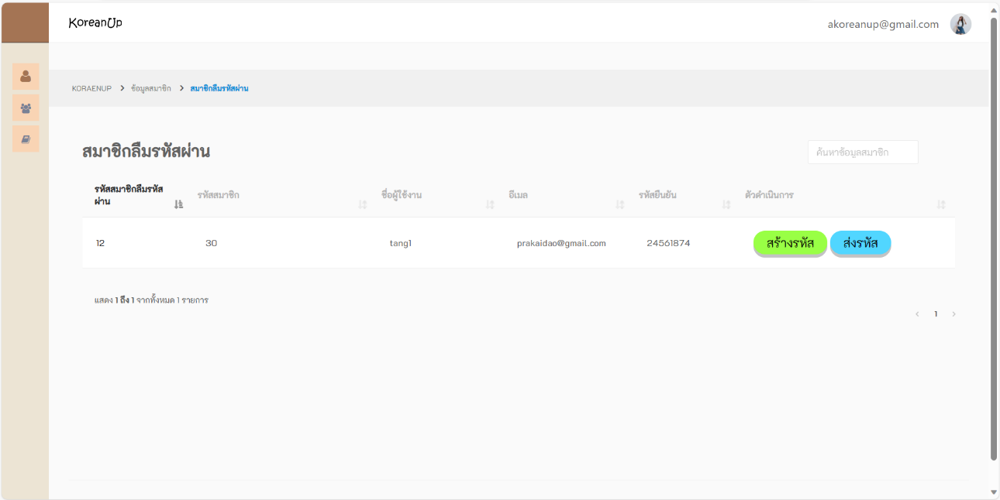 KoreanUp
akoreanup@gmail.com
KORAENUP > ข้อมูลสมาชิก > สมาชิกลืมรหัสผ่าน
สมาชิกลืมรหัสผ่าน
ค้นหาข้อมูลสมาชิก
รหัสสมาชิกลืมรหัส
ผ่าน
รหัสสมาชิก
ชื่อผู้ใช้งาน
อีเมล
รหัสยืนยัน
ตัวดำเนินการ
12 30 tang1 prakaidao@gmail.com 24561874 สร้างรหัส ส่งรหัส
แสดง 1 ถึง 1 จากทั้งหมด 1 รายการ
< 1 >